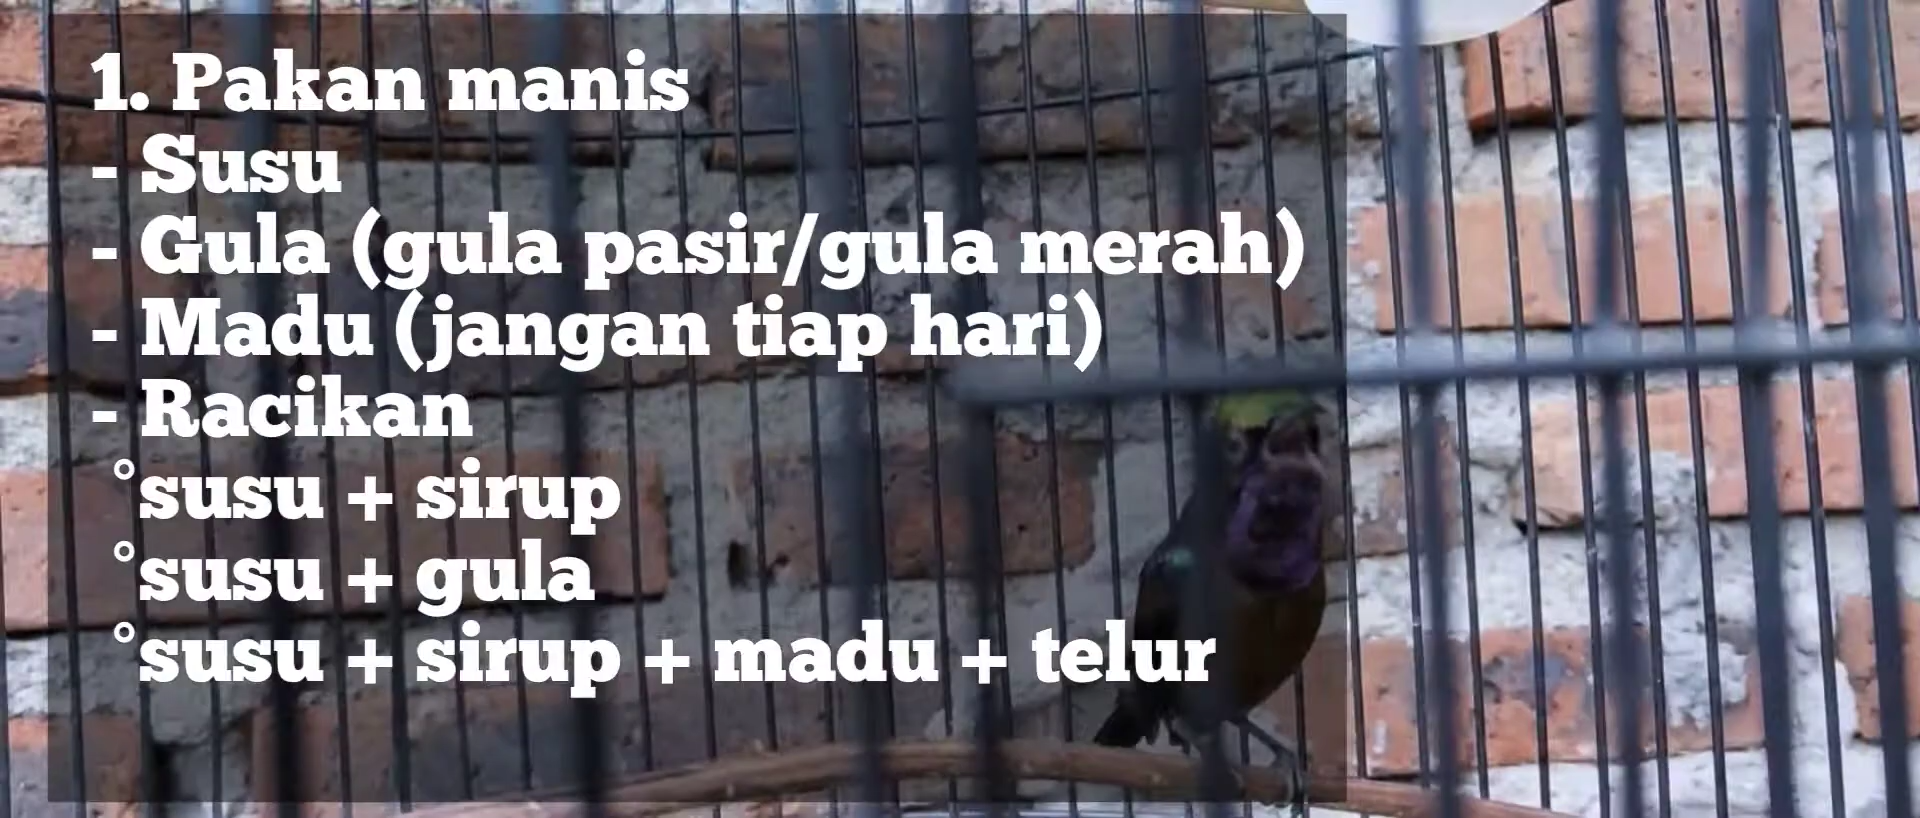 1. Pakan manis
- Susu
- Gula (gula pasir/gula merah)
- Madu (jangan tiap hari)
- Racikan
°susu + sirup
°susu + gula
°susu + sirup + madu + telur